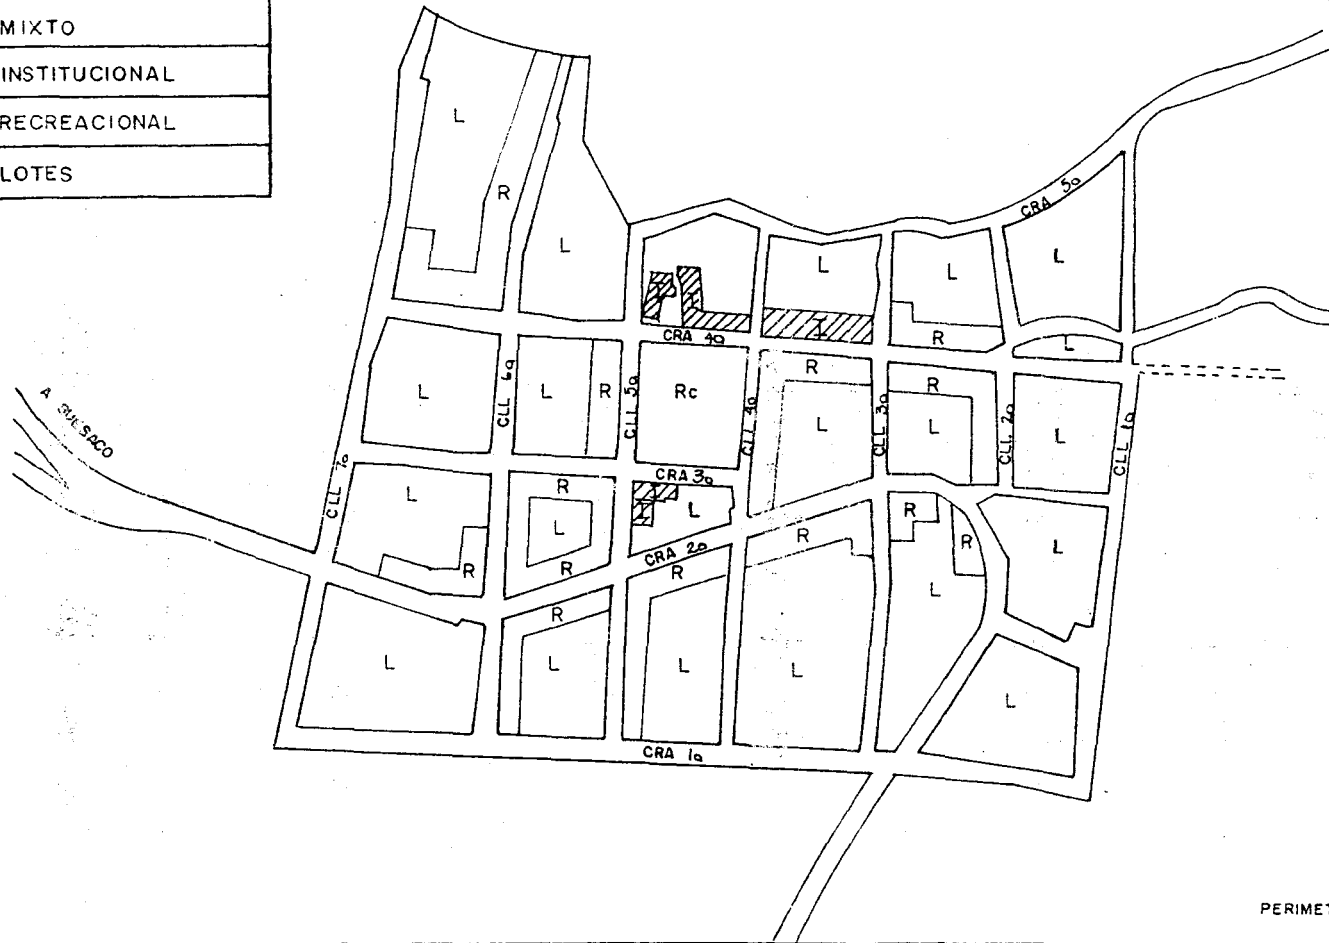 MIXTO
INSTITUCIONAL
RECREACIONAL
LOTES
L
R
L
L
L
L
CRA 5a
I
I
I
CRA 4a
R
L
L
CLL 6a
L
R
CLL 5a
Rc
R
CLL 4a
L
CLL 3a
R
L
CLL 2a
L
CLL 1a
A BUESACO
CLL 7a
L
R
L
R
CRA 3a
I
I
L
CRA 2a
R
R
R
R
L
L
R
L
R
L
R
L
L
L
L
CRA 1a
PERIMET